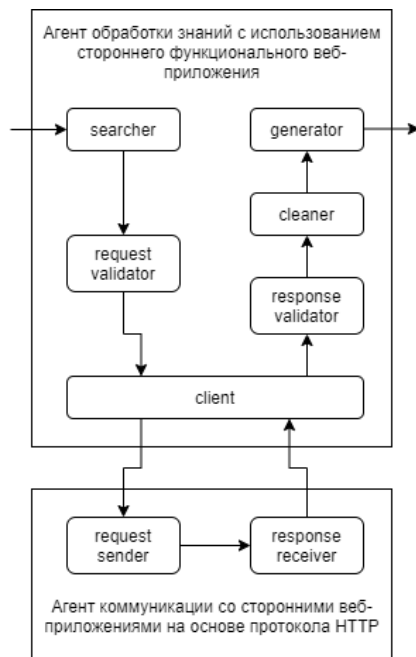 Агент обработки знаний с использованием
стороннего функционального веб-
приложения
searcher
generator
cleaner
request
validator
response
validator
client
request
sender
response
receiver
Агент коммуникации со сторонними веб-
приложениями на основе протокола HTTP